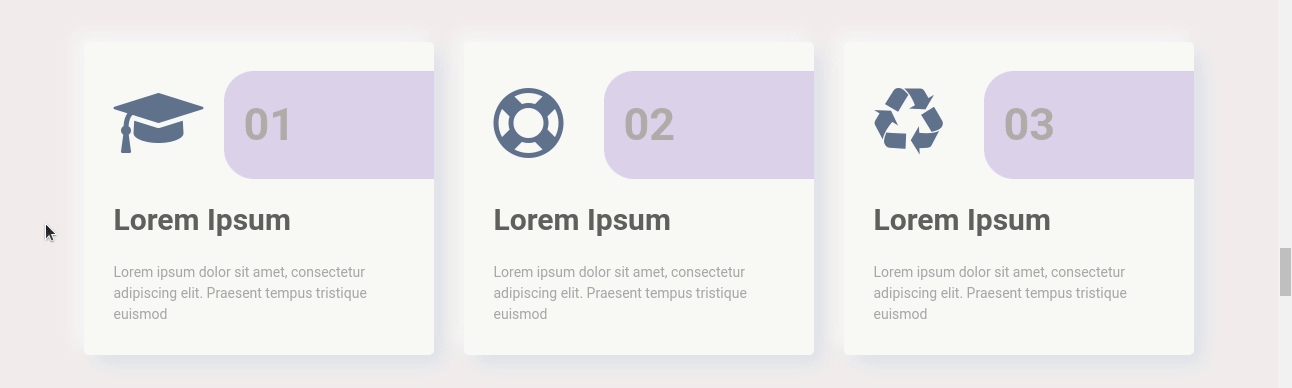 01
Lorem Ipsum
Lorem ipsum dolor sit amet, consectetur
adipiscing elit. Praesent tempus tristique
euismod
02
Lorem Ipsum
Lorem ipsum dolor sit amet, consectetur
adipiscing elit. Praesent tempus tristique
euismod
03
Lorem Ipsum
Lorem ipsum dolor sit amet, consectetur
adipiscing elit. Praesent tempus tristique
euismod